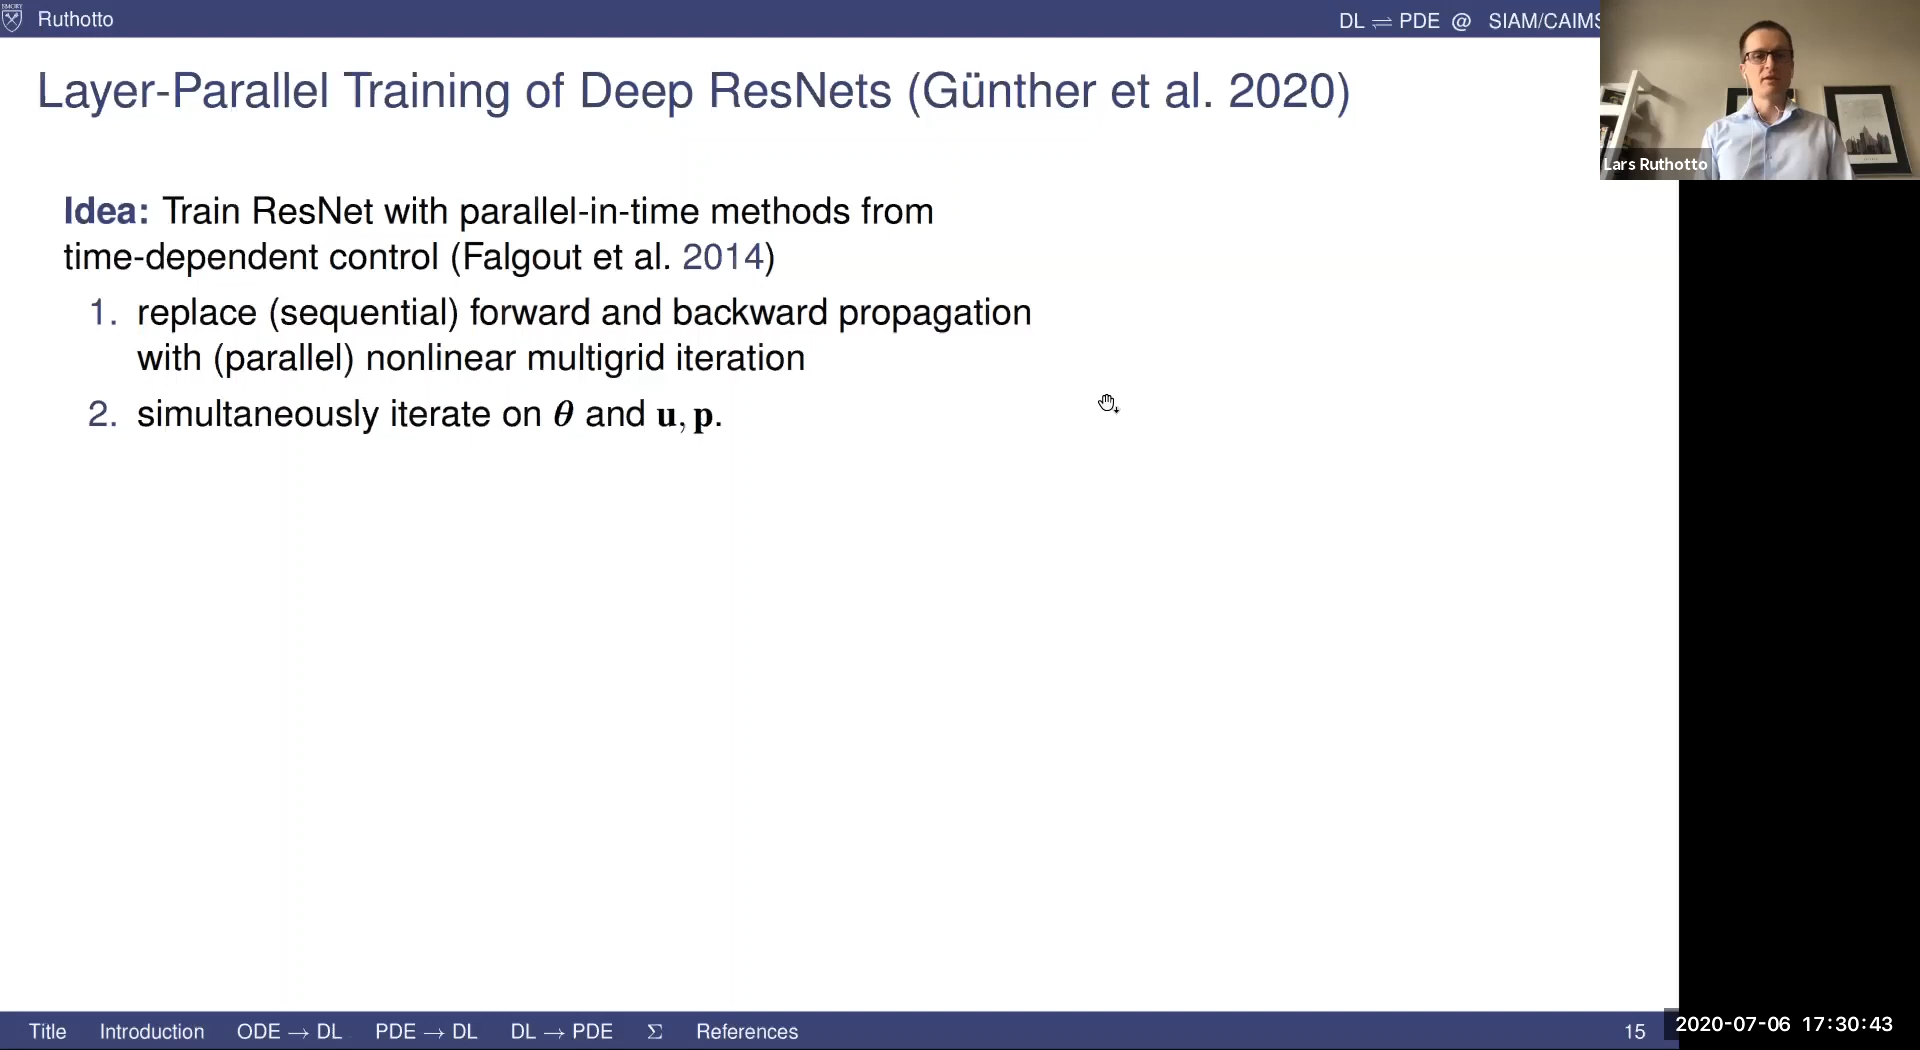 EMORY
Ruthotto
DL ⇌ PDE @ SIAM/CAIMS
Layer-Parallel Training of Deep ResNets (Günther et al. 2020)
Lars Ruthotto
Idea: Train ResNet with parallel-in-time methods from
time-dependent control (Falgout et al. 2014)
1. replace (sequential) forward and backward propagation
with (parallel) nonlinear multigrid iteration
2. simultaneously iterate on θ and u, p.
Title Introduction ODE → DL PDE → DL DL → PDE Σ References 15
2020-07-06 17:30:43